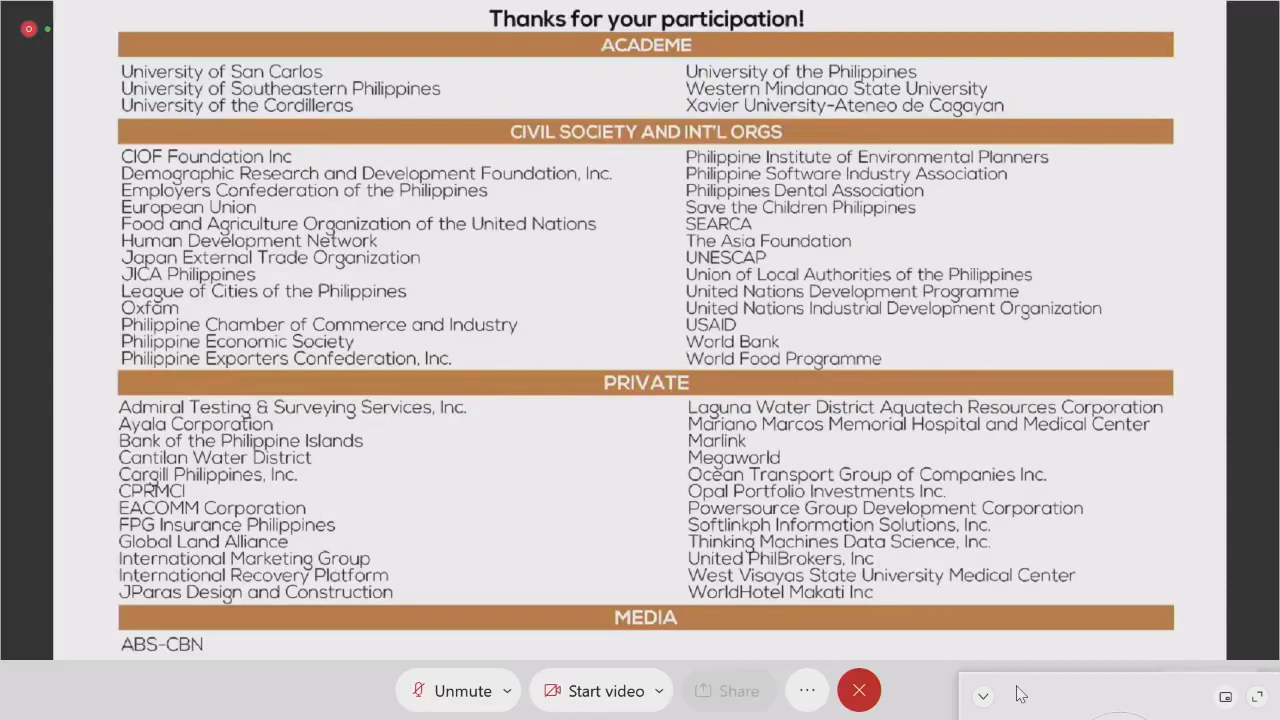 Thanks for your participation!
ACADEME
University of San Carlos
University of Southeastern Philippines
University of the Cordilleras
University of the Philippines
Western Mindanao State University
Xavier University-Ateneo de Cagayan
CIVIL SOCIETY AND INT'L ORGS
CIOF Foundation Inc
Demographic Research and Development Foundation, Inc.
Employers Confederation of the Philippines
European Union
Food and Agriculture Organization of the United Nations
Human Development Network
Japan External Trade Organization
JICA Philippines
League of Cities of the Philippines
Oxfam
Philippine Chamber of Commerce and Industry
Philippine Economic Society
Philippine Exporters Confederation, Inc.
Philippine Institute of Environmental Planners
Philippine Software Industry Association
Philippines Dental Association
Save the Children Philippines
SEARCA
The Asia Foundation
UNESCAP
Union of Local Authorities of the Philippines
United Nations Development Programme
United Nations Industrial Development Organization
USAID
World Bank
World Food Programme
PRIVATE
Admiral Testing & Surveying Services, Inc.
Ayala Corporation
Bank of the Philippine Islands
Cantilan Water District
Cargill Philippines, Inc.
CPRMCI
EACOMM Corporation
FPG Insurance Philippines
Global Land Alliance
International Marketing Group
International Recovery Platform
JParas Design and Construction
Laguna Water District Aquatech Resources Corporation
Mariano Marcos Memorial Hospital and Medical Center
Marlink
Megaworld
Ocean Transport Group of Companies Inc.
Opal Portfolio Investments Inc.
Powersource Group Development Corporation
Softlinkph Information Solutions, Inc.
Thinking Machines Data Science, Inc.
United PhilBrokers, Inc
West Visayas State University Medical Center
WorldHotel Makati Inc
MEDIA
ABS-CBN
Unmute
Start video
Share